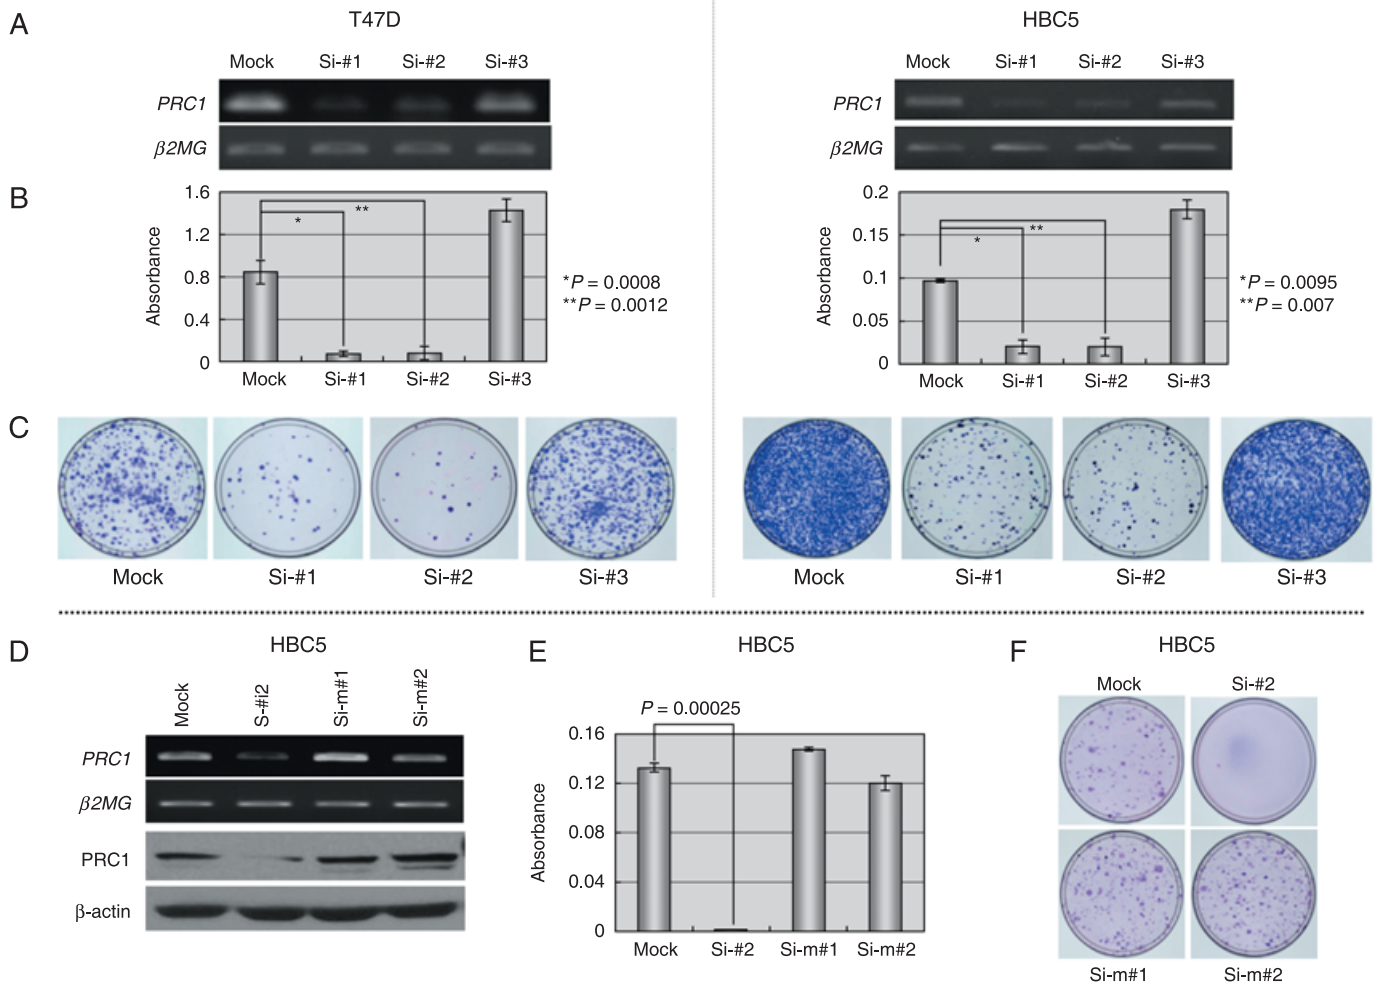 A
T47D
HBC5
Mock Si-#1 Si-#2 Si-#3
Mock Si-#1 Si-#2 Si-#3
PRC1
PRC1
β2MG
β2MG
B
Absorbance
1.6
1.2
0.8
0.4
0
* **
Mock Si-#1 Si-#2 Si-#3
*P = 0.0008
**P = 0.0012
Absorbance
0.2
0.15
0.1
0.05
0
* **
Mock Si-#1 Si-#2 Si-#3
*P = 0.0095
**P = 0.007
C
Mock Si-#1 Si-#2 Si-#3
Mock Si-#1 Si-#2 Si-#3
D
HBC5
Mock S-#i2 Si-m#1 Si-m#2
PRC1
β2MG
PRC1
β-actin
E
HBC5
P = 0.00025
Absorbance
0.16
0.12
0.08
0.04
0
Mock Si-#2 Si-m#1 Si-m#2
F
HBC5
Mock Si-#2
Si-m#1 Si-m#2